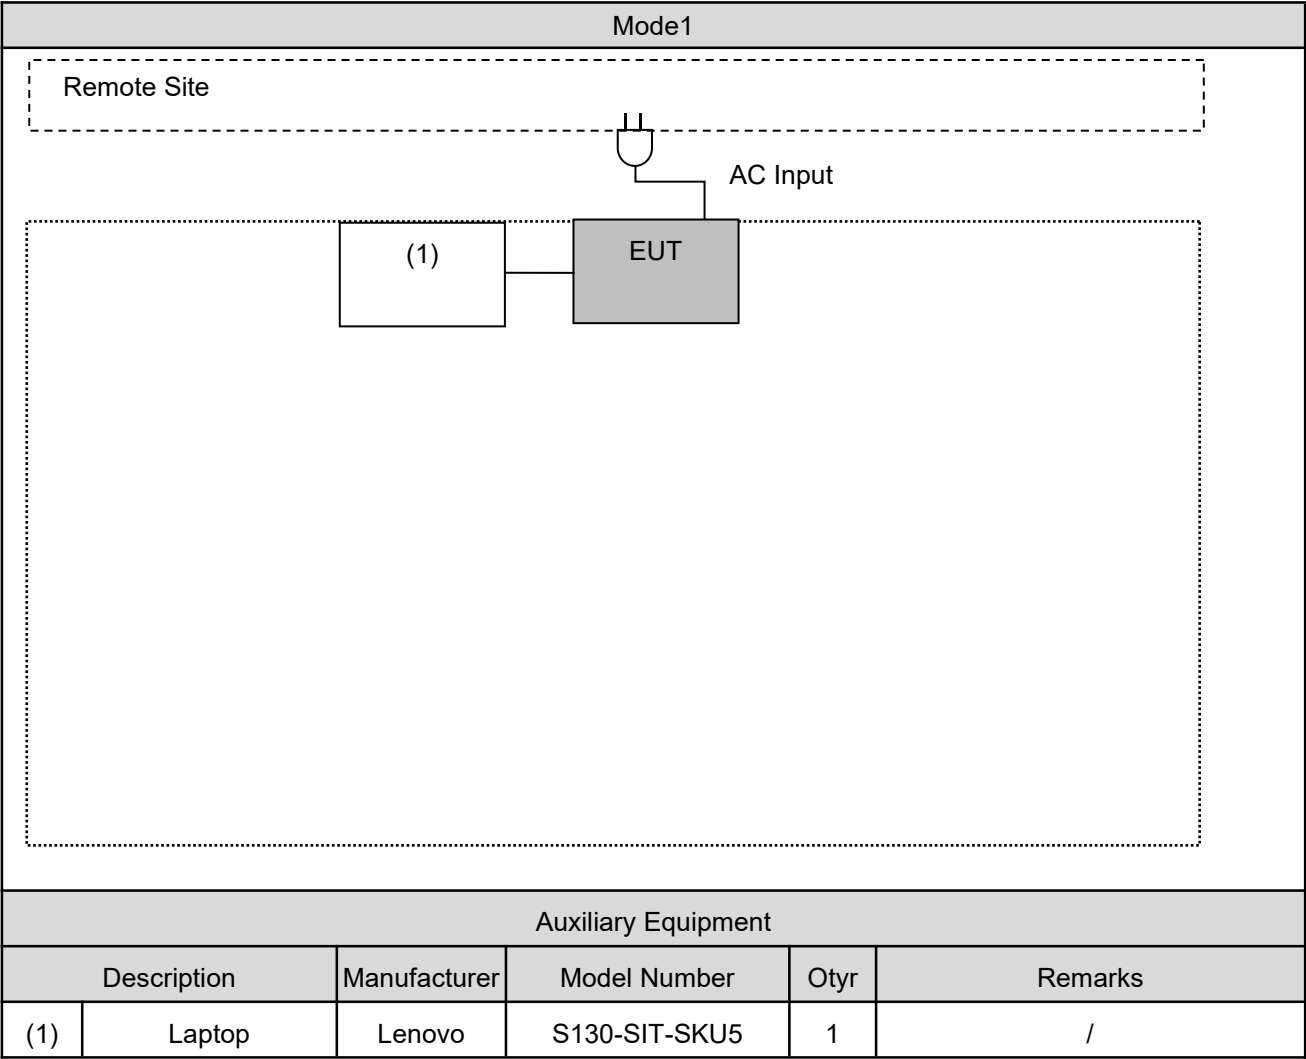 Mode1
Remote Site
AC Input
(1)
EUT
Auxiliary Equipment
Description Manufacturer Model Number Otyr Remarks
(1) Laptop Lenovo S130-SIT-SKU5 1 /